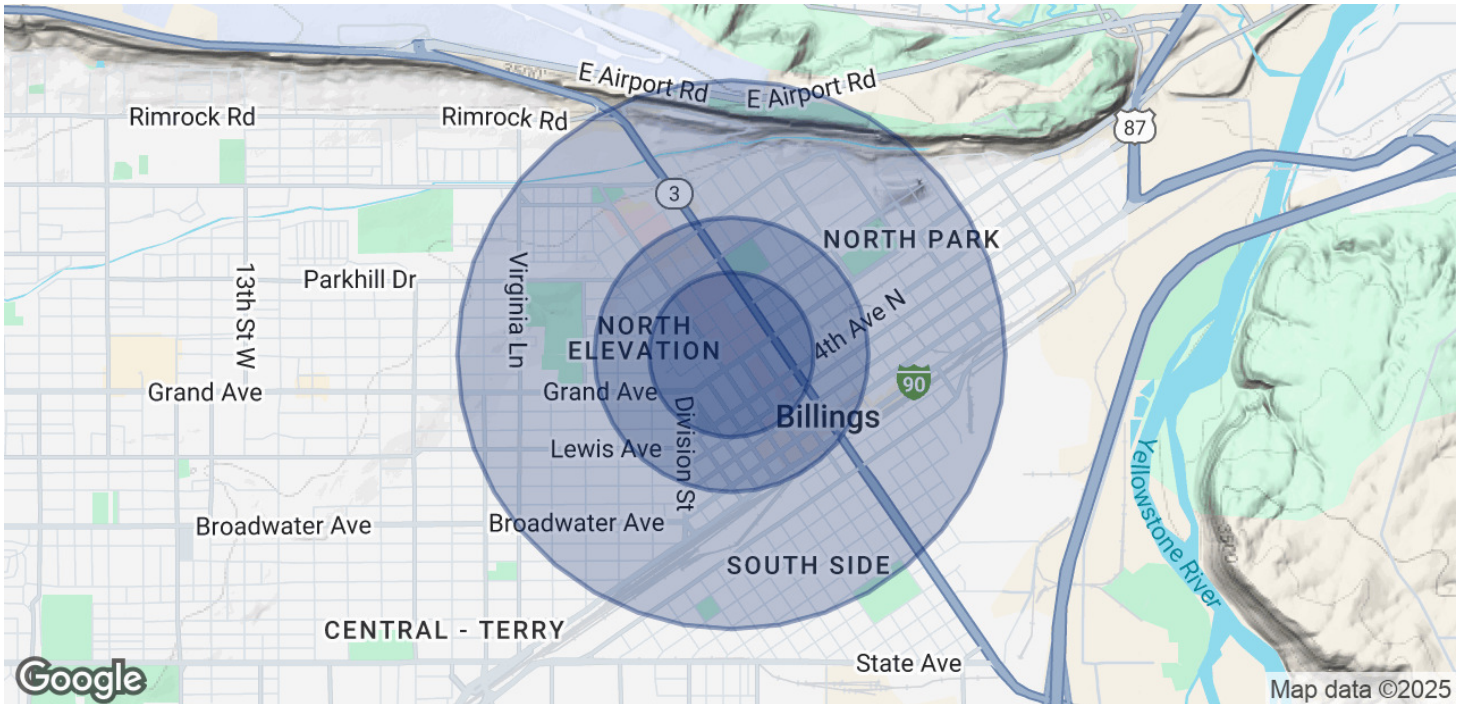 3500'
E Airport Rd
E Airport Rd
Rimrock Rd
Rimrock Rd
87
3
NORTH PARK
13th St W
Parkhill Dr
Virginia Ln
NORTH
ELEVATION
4th Ave N
90
Grand Ave
Grand Ave
Division St
Billings
Lewis Ave
Yellowstone River
Broadwater Ave
Broadwater Ave
3500
SOUTH SIDE
CENTRAL - TERRY
State Ave
Google
Map data ©2025